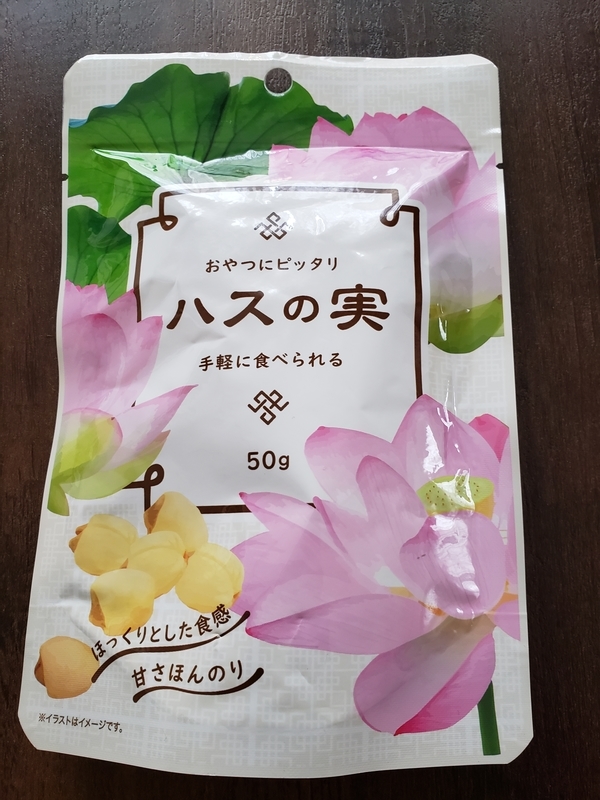 おやつにピッタリ
ハスの実
手軽に食べられる
50g
ほっくりとした食感
甘さほんのり
※イラストはイメージです。